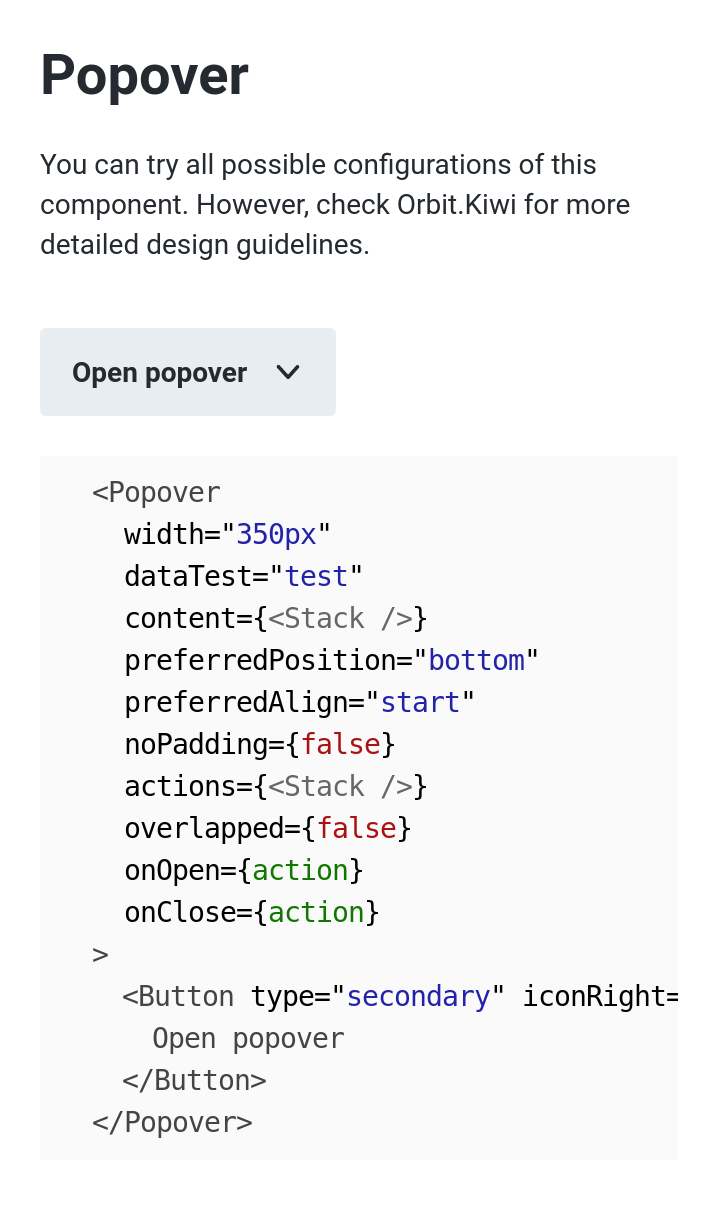 Popover
You can try all possible configurations of this
component. However, check Orbit.Kiwi for more
detailed design guidelines.
Open popover
<Popover
width="350px"
dataTest="test"
content={<Stack />}
preferredPosition="bottom"
preferredAlign="start"
noPadding={false}
actions={<Stack />}
overlapped={false}
onOpen={action}
onClose={action}
>
<Button type="secondary" iconRight=
Open popover
</Button>
</Popover>